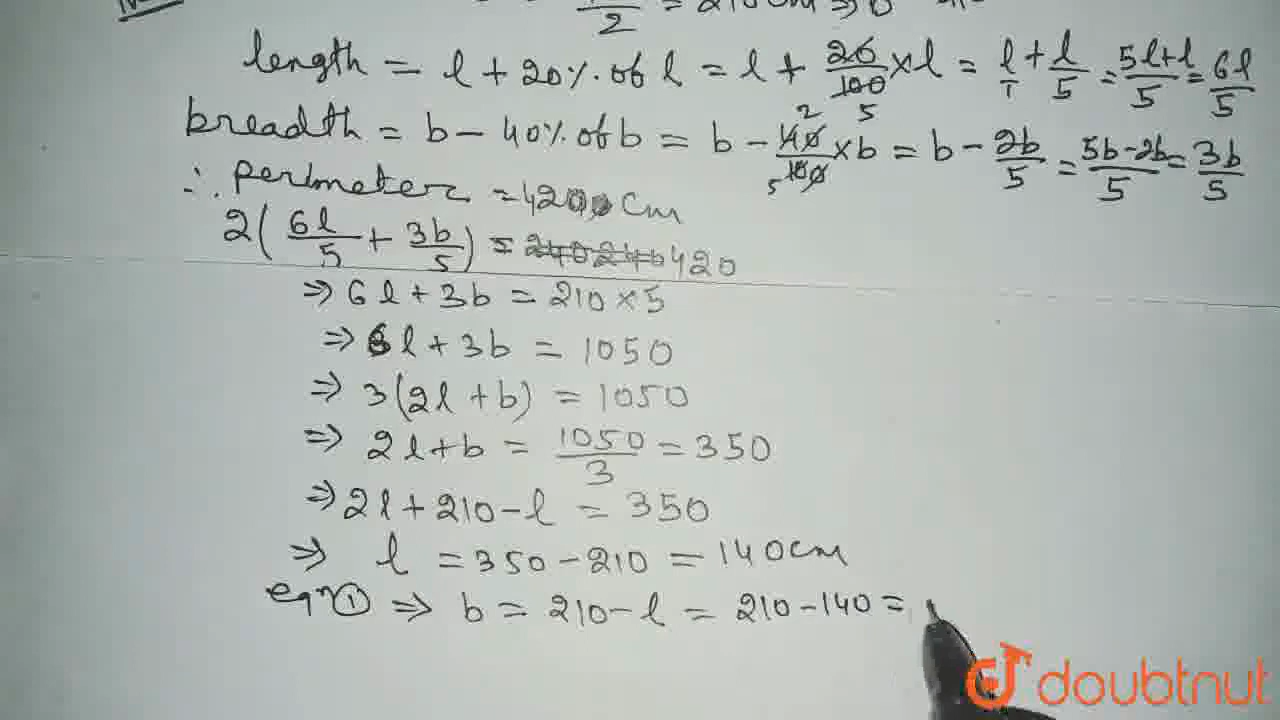 2 = 210 cm ⇒ b
length = l + 20% of l = l + 20/100 × l = l/1 + l/5 = 5l+l/5 = 6l/5
breadth = b - 40% of b = b - 40/100 × b = b - 2b/5 = 5b-2b/5 = 3b/5
∴ perimeter = 420 cm
2(6l/5 + 3b/5) = 420
⇒ 6l + 3b = 210 × 5
⇒ 6l + 3b = 1050
⇒ 3(2l + b) = 1050
⇒ 2l + b = 1050/3 = 350
⇒ 2l + 210 - l = 350
⇒ l = 350 - 210 = 140 cm
eqn ① ⇒ b = 210 - l = 210 - 140 =
doubtnut